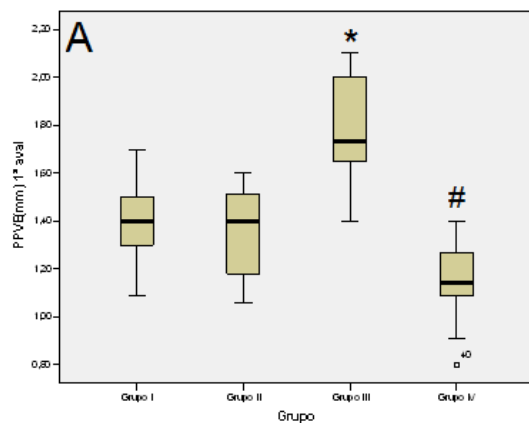 A
PPVE(mm) 1ª aval
2,20
2,00
1,80
1,60
1,40
1,20
1,00
0,80
*
#
Grupo I
Grupo II
Grupo III
Grupo IV
Grupo